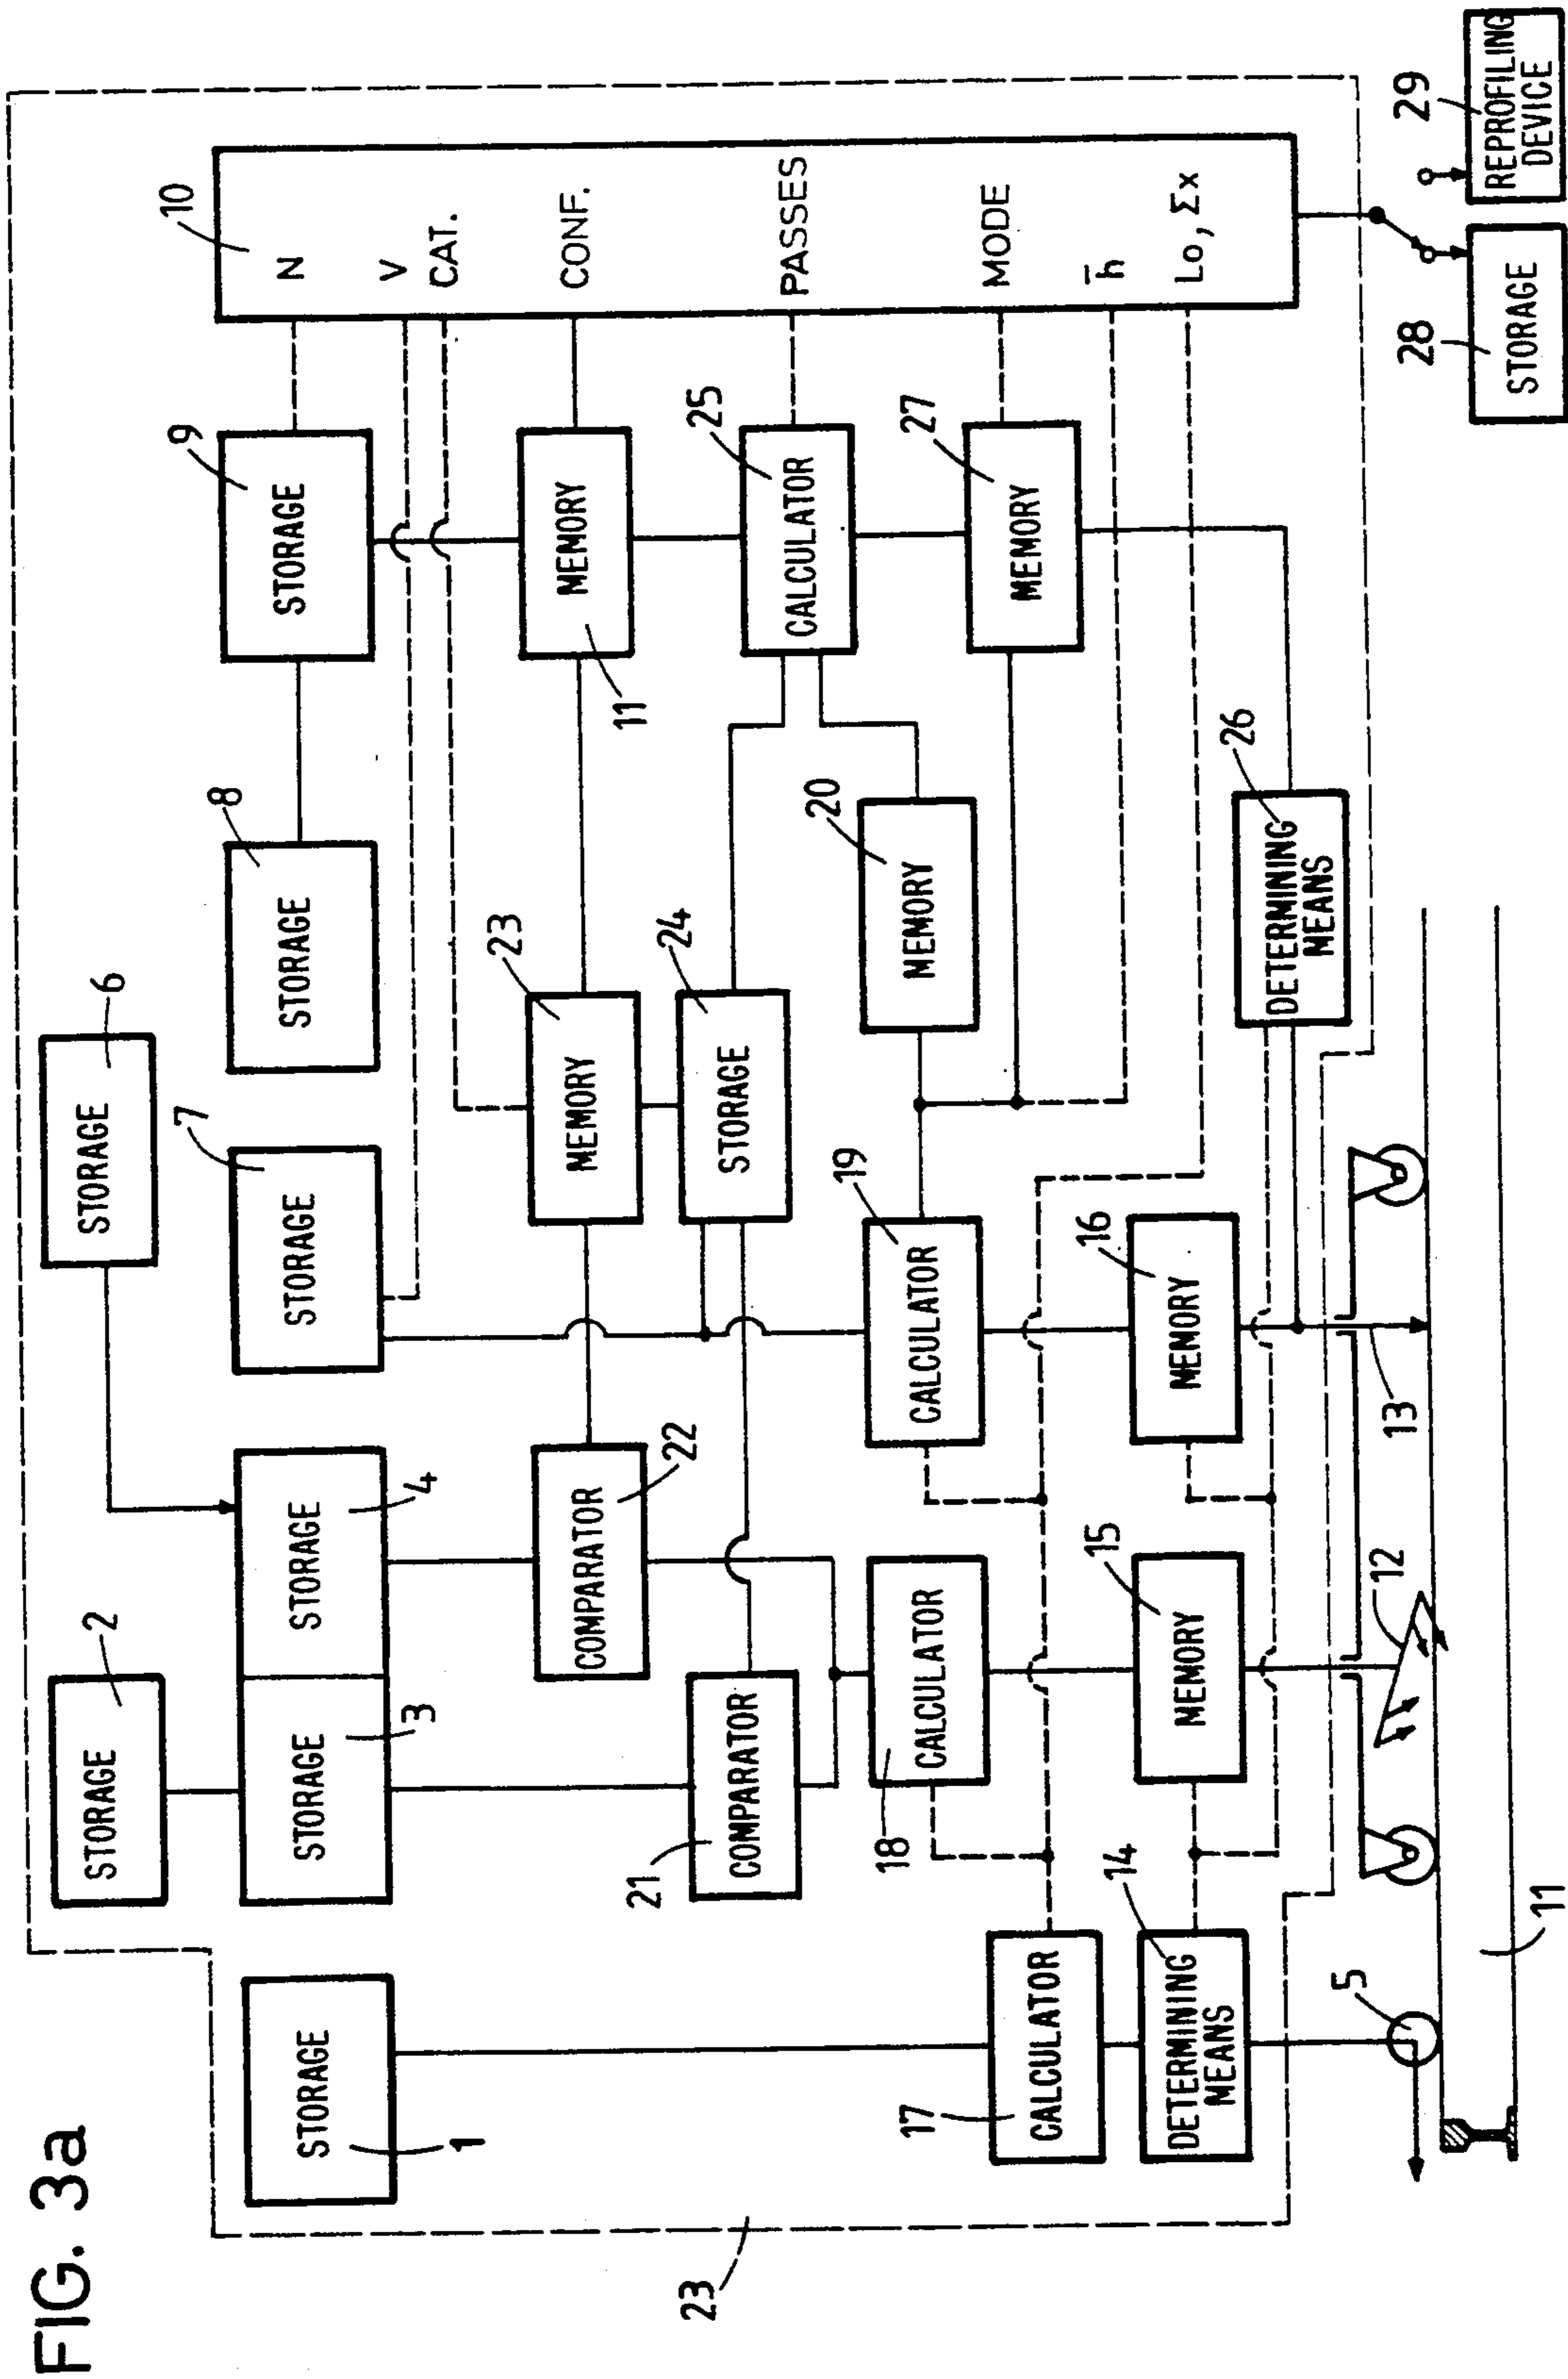 FIG. 3a
2
STORAGE
6
STORAGE
1
STORAGE
3
STORAGE
4
STORAGE
7
STORAGE
8
STORAGE
9
STORAGE
10
N
V
CAT.
CONF.
PASSES
MODE
h̅
Lo, Σx
22
COMPARATOR
23
MEMORY
11
MEMORY
21
COMPARATOR
24
STORAGE
25
CALCULATOR
18
CALCULATOR
19
CALCULATOR
20
MEMORY
27
MEMORY
17
CALCULATOR
14
DETERMINING
MEANS
15
MEMORY
16
MEMORY
26
DETERMINING
MEANS
23
5
12
13
11
28
STORAGE
29
REPROFILING
DEVICE